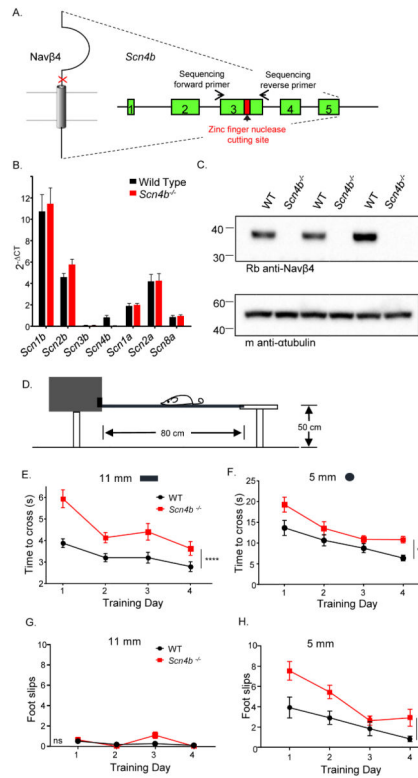 A.
Navβ4
Scn4b
Sequencing forward primer
Sequencing reverse primer
1 2 3 4 5
Zinc finger nuclease cutting site
B.
2-ΔCT
12
10
8
6
4
2
0
Wild Type
Scn4b-/-
Scn1b Scn2b Scn3b Scn4b Scn1a Scn2a Scn8a
C.
WT Scn4b-/- WT Scn4b-/- WT Scn4b-/-
40
30
Rb anti-Navβ4
50
m anti-αtubulin
D.
80 cm
50 cm
E.
11 mm
Time to cross (s)
6
5
4
3
2
WT
Scn4b -/-
****
1 2 3 4
Training Day
F.
5 mm
Time to cross (s)
25
20
15
10
5
0
1 2 3 4
Training Day
G.
11 mm
Foot slips
10
8
6
4
2
0
ns
WT
Scn4b -/-
1 2 3 4
Training Day
H.
5 mm
Foot slips
10
8
6
4
2
0
1 2 3 4
Training Day